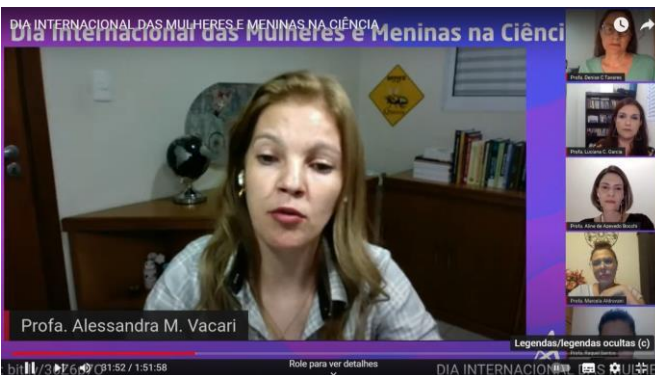 DIA INTERNACIONAL DAS MULHERES E MENINAS NA CIÊNCIA
Dia Internacional das Mulheres e Meninas na Ciênci
Profa. Denise C Tavares
Profa. Luciana C. Garcia
Profa. Aline de Azevedo Bocchi
Profa. Marcela Aldrovani
Profa. Alessandra M. Vacari
Legendas/legendas ocultas (c)
31:52 / 1:51:58
Role para ver detalhes
DIA INTERNACION